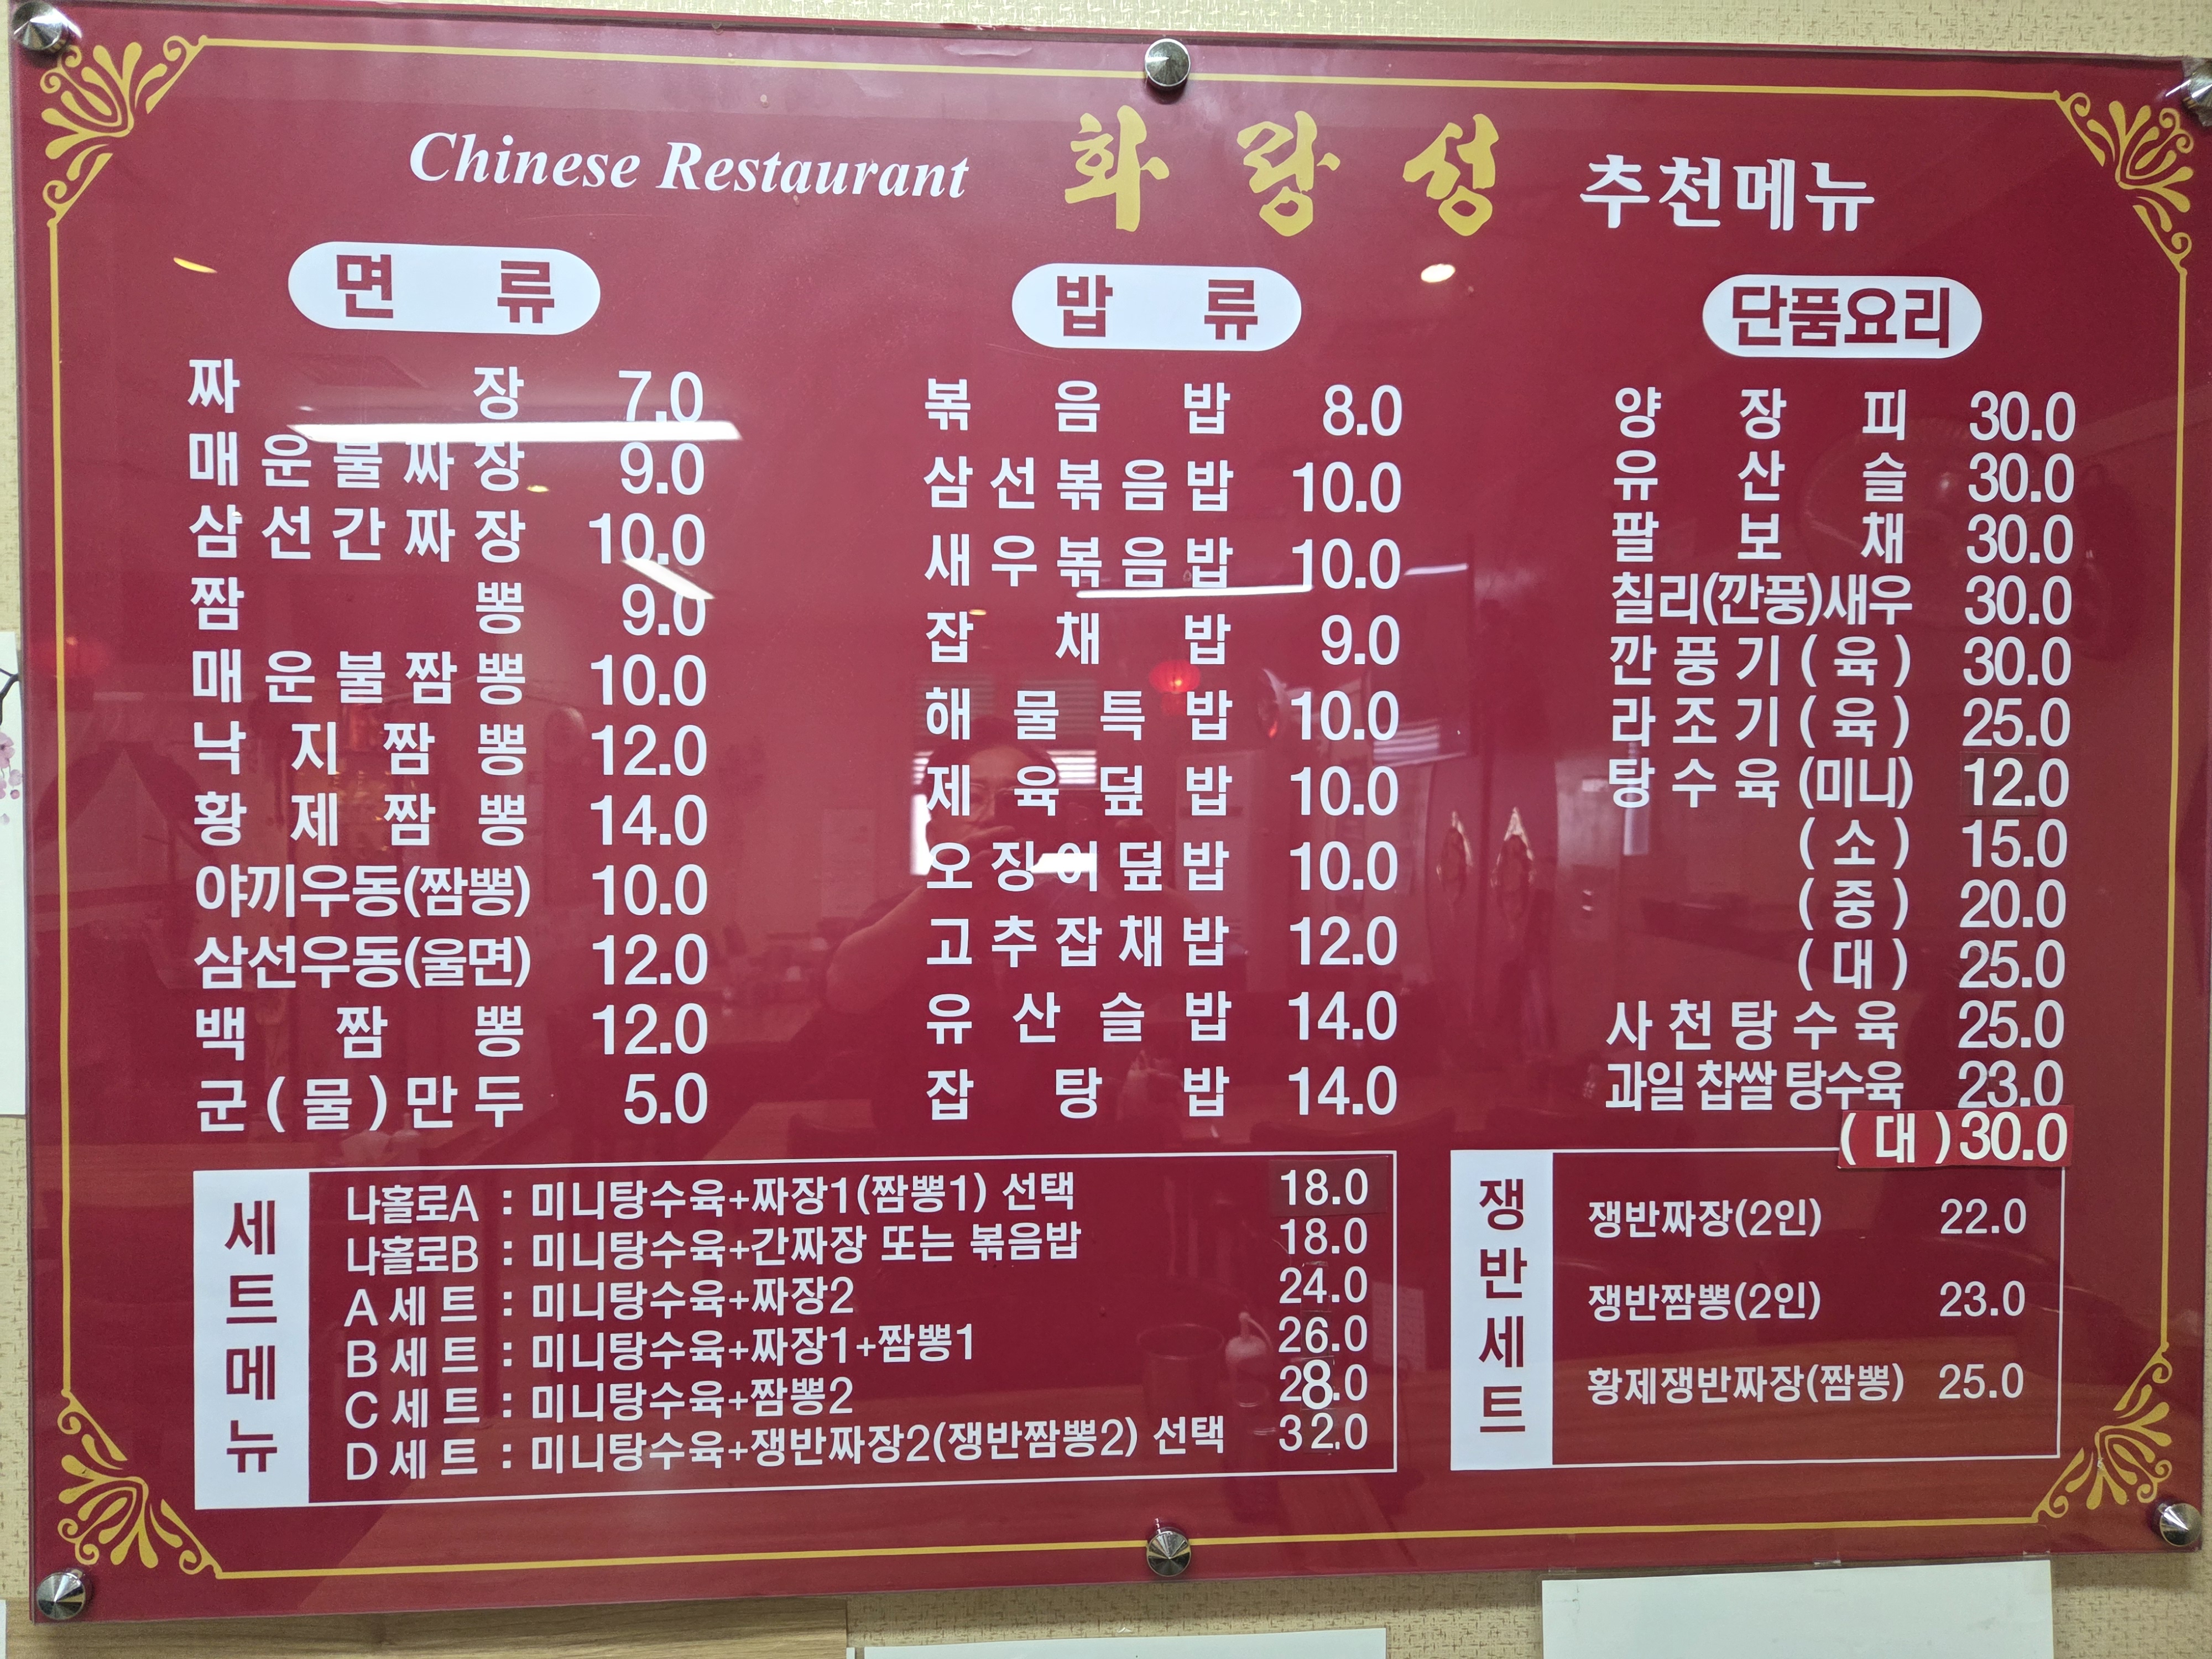 Chinese Restaurant 화랑성 추천메뉴
면 류
짜 장 7.0
매운불짜장 9.0
삼선간짜장 10.0
짬 뽕 9.0
매운불짬뽕 10.0
낙지짬뽕 12.0
황제짬뽕 14.0
야끼우동(짬뽕) 10.0
삼선우동(울면) 12.0
백 짬 뽕 12.0
군(물)만두 5.0
밥 류
볶 음 밥 8.0
삼선볶음밥 10.0
새우볶음밥 10.0
잡 채 밥 9.0
해물특밥 10.0
제육덮밥 10.0
오징어덮밥 10.0
고추잡채밥 12.0
유산슬밥 14.0
잡 탕 밥 14.0
단품요리
양 장 피 30.0
유 산 슬 30.0
팔 보 채 30.0
칠리(깐풍)새우 30.0
깐풍기(육) 30.0
라조기(육) 25.0
탕수육(미니) 12.0
(소) 15.0
(중) 20.0
(대) 25.0
사천탕수육 25.0
과일 찹쌀 탕수육 23.0
(대) 30.0
세트메뉴
나홀로A : 미니탕수육+짜장1(짬뽕1) 선택 18.0
나홀로B : 미니탕수육+간짜장 또는 볶음밥 18.0
A세트 : 미니탕수육+짜장2 24.0
B세트 : 미니탕수육+짜장1+짬뽕1 26.0
C세트 : 미니탕수육+짬뽕2 28.0
D세트 : 미니탕수육+쟁반짜장2(쟁반짬뽕2) 선택 32.0
쟁반세트
쟁반짜장(2인) 22.0
쟁반짬뽕(2인) 23.0
황제쟁반짜장(짬뽕) 25.0